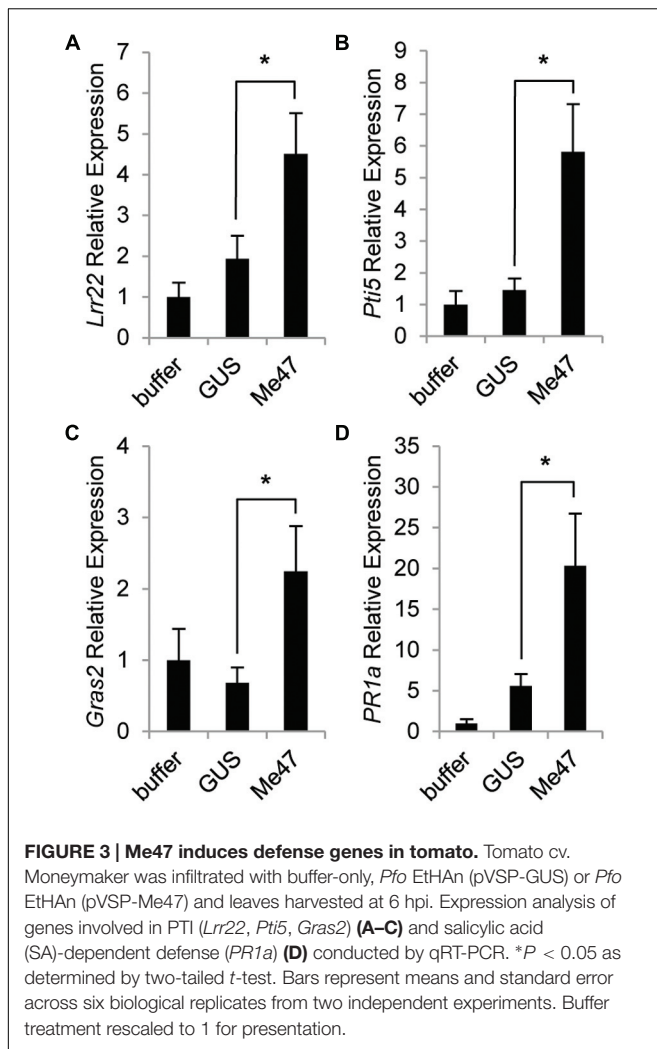 A
Lrr22 Relative Expression
7
6
5
4
3
2
1
0
*
buffer
GUS
Me47
B
Pti5 Relative Expression
9
8
7
6
5
4
3
2
1
0
*
buffer
GUS
Me47
C
Gras2 Relative Expression
4
3
2
1
0
*
buffer
GUS
Me47
D
PR1a Relative Expression
35
30
25
20
15
10
5
0
*
buffer
GUS
Me47
FIGURE 3 | Me47 induces defense genes in tomato. Tomato cv.
Moneymaker was infiltrated with buffer-only, Pfo EtHAn (pVSP-GUS) or Pfo
EtHAn (pVSP-Me47) and leaves harvested at 6 hpi. Expression analysis of
genes involved in PTI (Lrr22, Pti5, Gras2) (A–C) and salicylic acid
(SA)-dependent defense (PR1a) (D) conducted by qRT-PCR. *P < 0.05 as
determined by two-tailed t-test. Bars represent means and standard error
across six biological replicates from two independent experiments. Buffer
treatment rescaled to 1 for presentation.